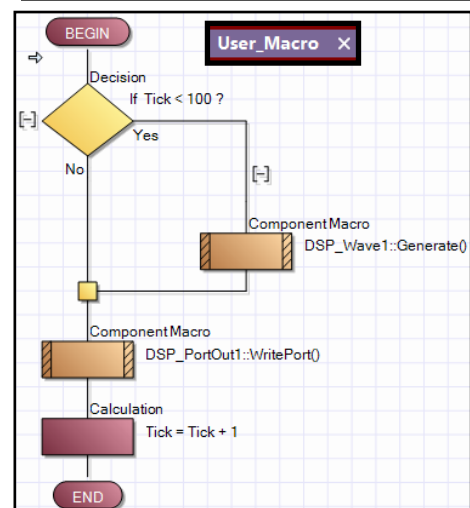 BEGIN
User_Macro ×
Decision
If Tick < 100 ?
[-]
Yes
No
[-]
Component Macro
DSP_Wave1::Generate()
Component Macro
DSP_PortOut1::WritePort()
Calculation
Tick = Tick + 1
END